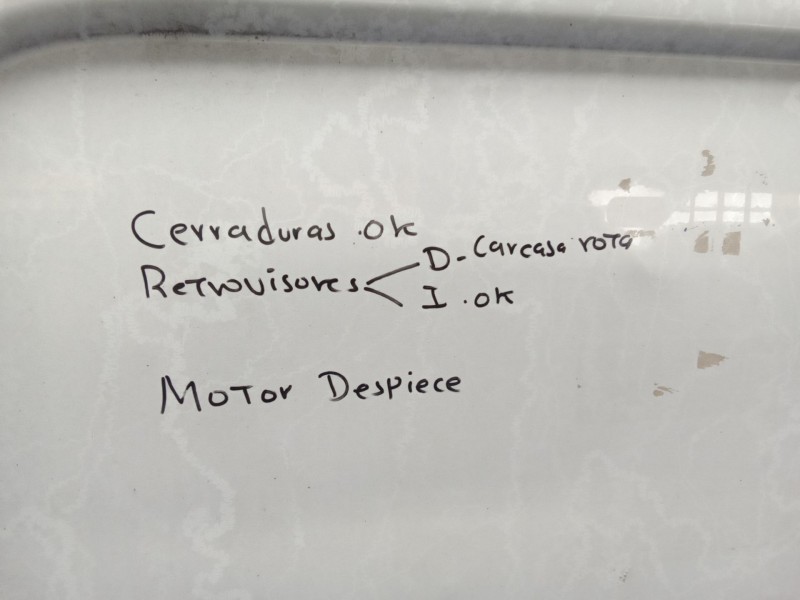 Cerraduras .ok
Retrovisores D - Carcasa rota
I . ok
Motor Despiece